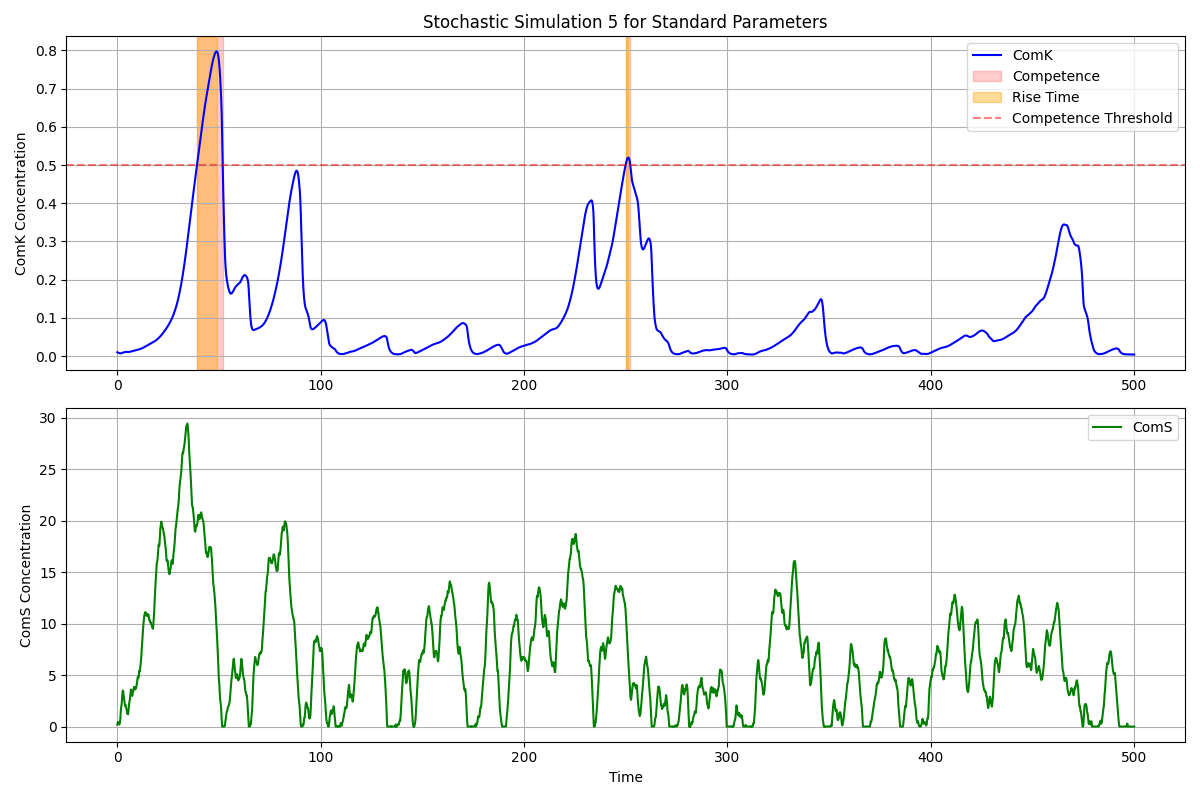 Stochastic Simulation 5 for Standard Parameters
ComK Concentration
0.8
0.7
0.6
0.5
0.4
0.3
0.2
0.1
0.0
ComK
Competence
Rise Time
Competence Threshold
0 100 200 300 400 500
ComS Concentration
30
25
20
15
10
5
0
ComS
0 100 200 300 400 500
Time